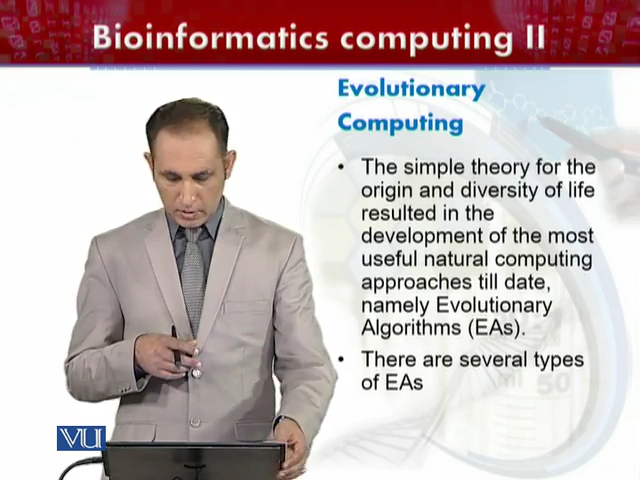 Bioinformatics computing II
Evolutionary
Computing
• The simple theory for the
origin and diversity of life
resulted in the
development of the most
useful natural computing
approaches till date,
namely Evolutionary
Algorithms (EAs).
• There are several types
of EAs
VU